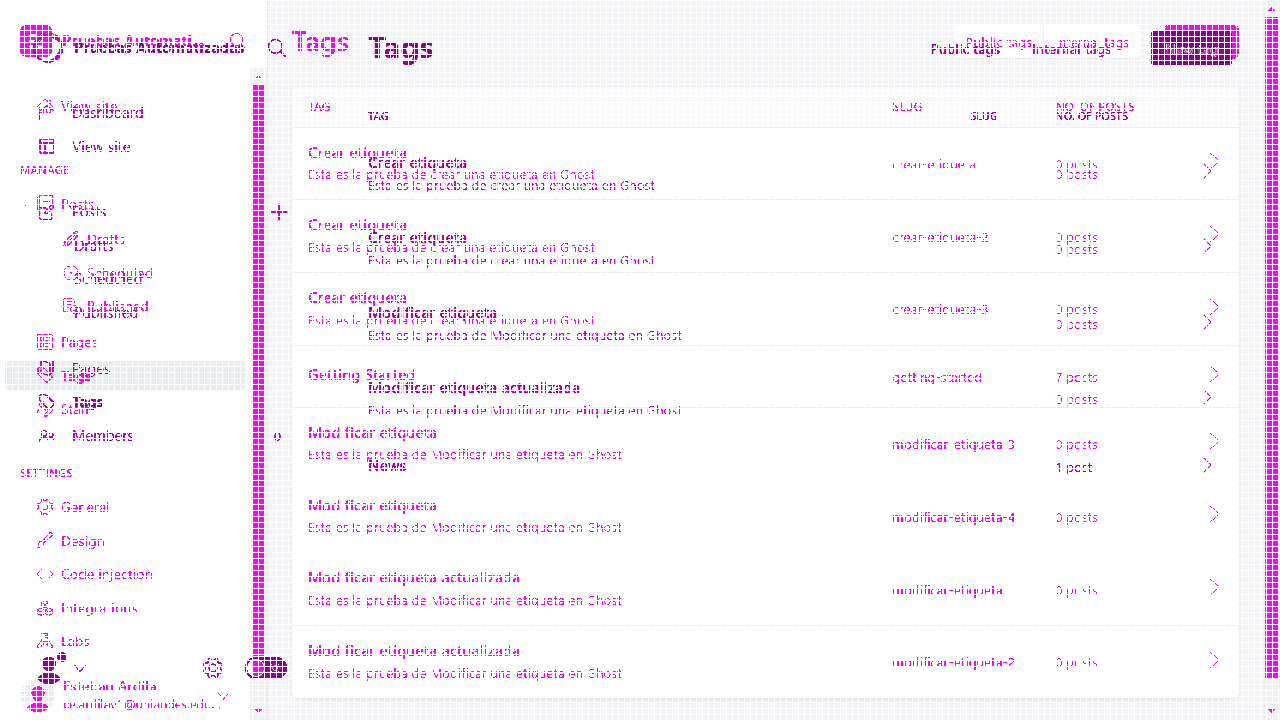 Pruebas Automatizadas
Pruebas Automati
Tags
Tags
Public tags
Internal tags
Public tags
Internal tags
View site
Dashboard
View site
MANAGE
Posts
Posts
Drafts
Drafts
Scheduled
Scheduled
Published
Published
Pages
Pages
Tags
Tags
Staff
Members
0
SETTINGS
General
Design
Code injection
Integrations
Labs
Esteban Ardila
TAG
SLUG
NO. OF POSTS
TAG
SLUG
NO. OF POSTS
Crear etiqueta
Esta es la prueba de Crear una etiqueta en Ghost
crear-etiqueta
0 posts
Crear etiqueta
Esta es la prueba de crear una etiqueta en Ghost
0 posts
Crear etiqueta
Esta es la prueba de Crear una etiqueta en Ghost
crear-etiqueta-2
0 posts
Crear etiqueta
Esta es la prueba de crear una etiqueta en Ghost
0 posts
Crear etiqueta
Esta es la prueba de Crear una etiqueta en Ghost
crear-etiqueta-3
0 posts
Modificar etiqueta
Esta es la prueba de Modificar una etiqueta en Ghost
0 posts
Getting Started
getting-started
7 posts
Modificar etiqueta actualizada
Esta es la prueba de Modificar una etiqueta en Ghost
0 posts
Modificar etiqueta
Esta es la prueba de Modificar una etiqueta en Ghost
modificar-etiqueta-3
0 posts
News
1 post
Modificar etiqueta
Esta es la prueba de Modificar una etiqueta en Ghost
modificar-etiqueta-4
0 posts
Modificar etiqueta actualizada
Esta es la prueba de Modificar una etiqueta en Ghost
modificar-etiqueta
0 posts
Modificar etiqueta actualizada
Esta es la prueba de Modificar una etiqueta en Ghost
modificar-etiqueta-2
0 posts